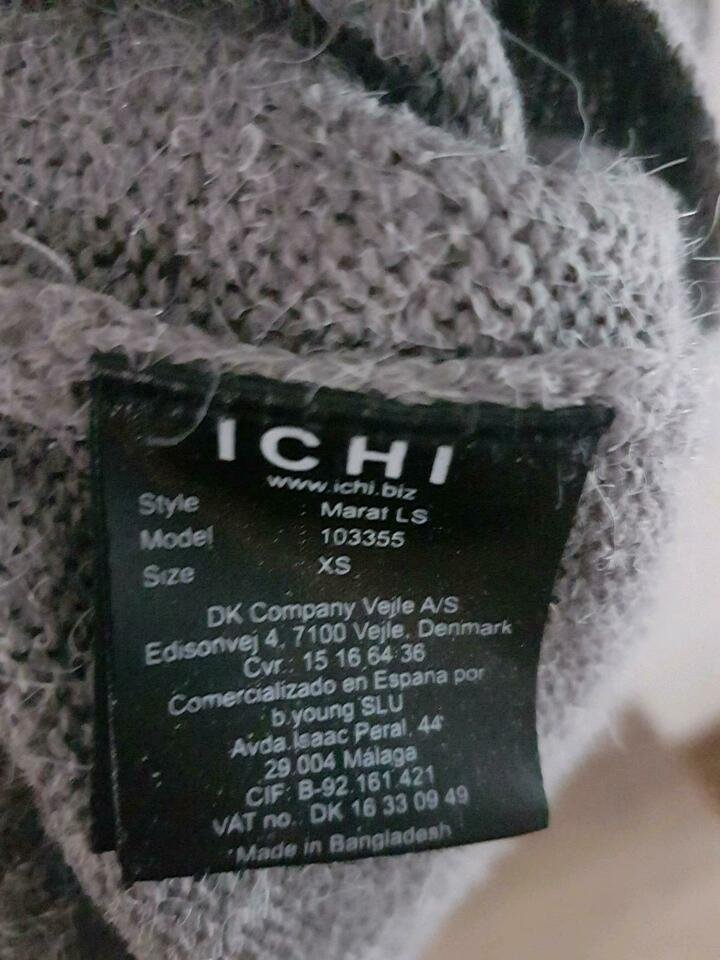 ICHI
www.ichi.biz
Style : Marat LS
Model : 103355
Size : XS
DK Company Vejle A/S
Edisonvej 4, 7100 Vejle, Denmark
Cvr.: 15 16 64 36
Comercializado en Espana por
b.young SLU
Avda.Isaac Peral, 44
29.004 Málaga
CIF: B-92.161.421
VAT no.: DK 16 33 09 49
Made in Bangladesh